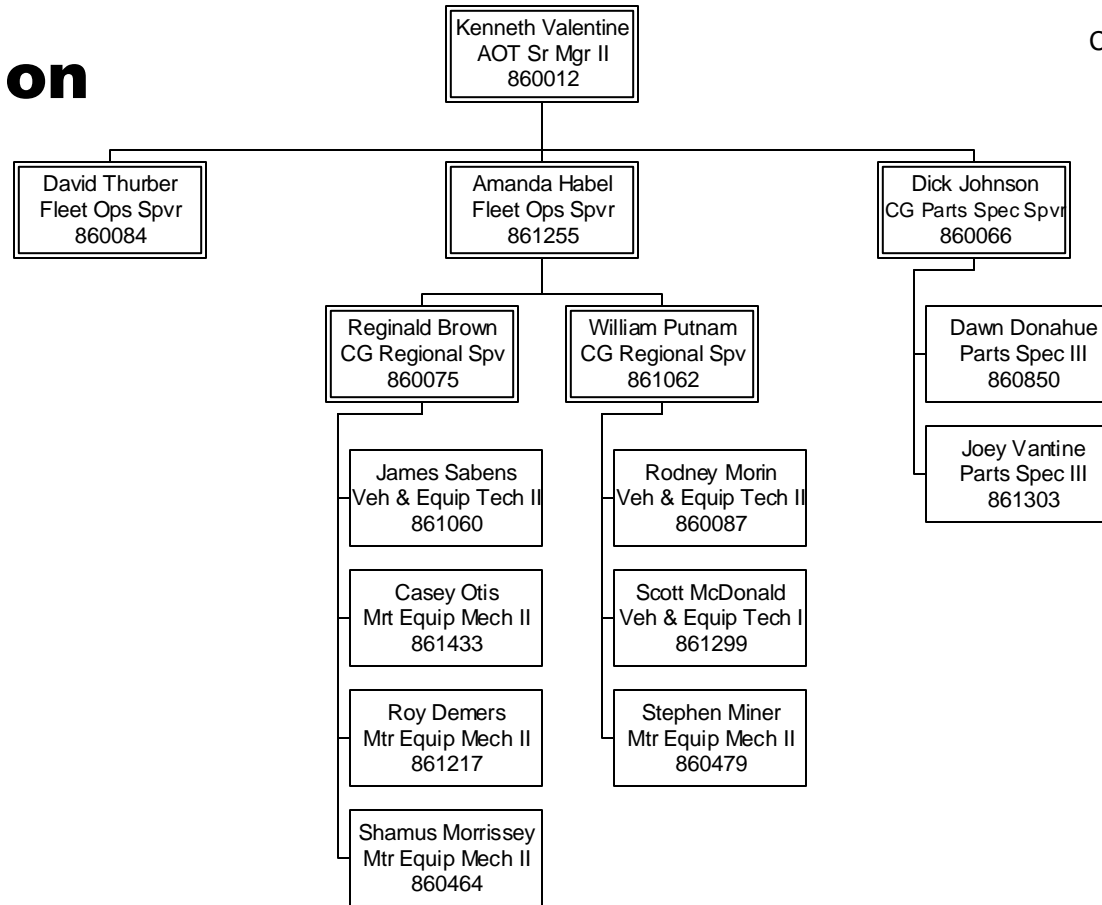 on
C
Kenneth Valentine
AOT Sr Mgr II
860012
David Thurber
Fleet Ops Spvr
860084
Amanda Habel
Fleet Ops Spvr
861255
Dick Johnson
CG Parts Spec Spvr
860066
Reginald Brown
CG Regional Spv
860075
William Putnam
CG Regional Spv
861062
Dawn Donahue
Parts Spec III
860850
Joey Vantine
Parts Spec III
861303
James Sabens
Veh & Equip Tech II
861060
Rodney Morin
Veh & Equip Tech II
860087
Casey Otis
Mrt Equip Mech II
861433
Scott McDonald
Veh & Equip Tech I
861299
Roy Demers
Mtr Equip Mech II
861217
Stephen Miner
Mtr Equip Mech II
860479
Shamus Morrissey
Mtr Equip Mech II
860464